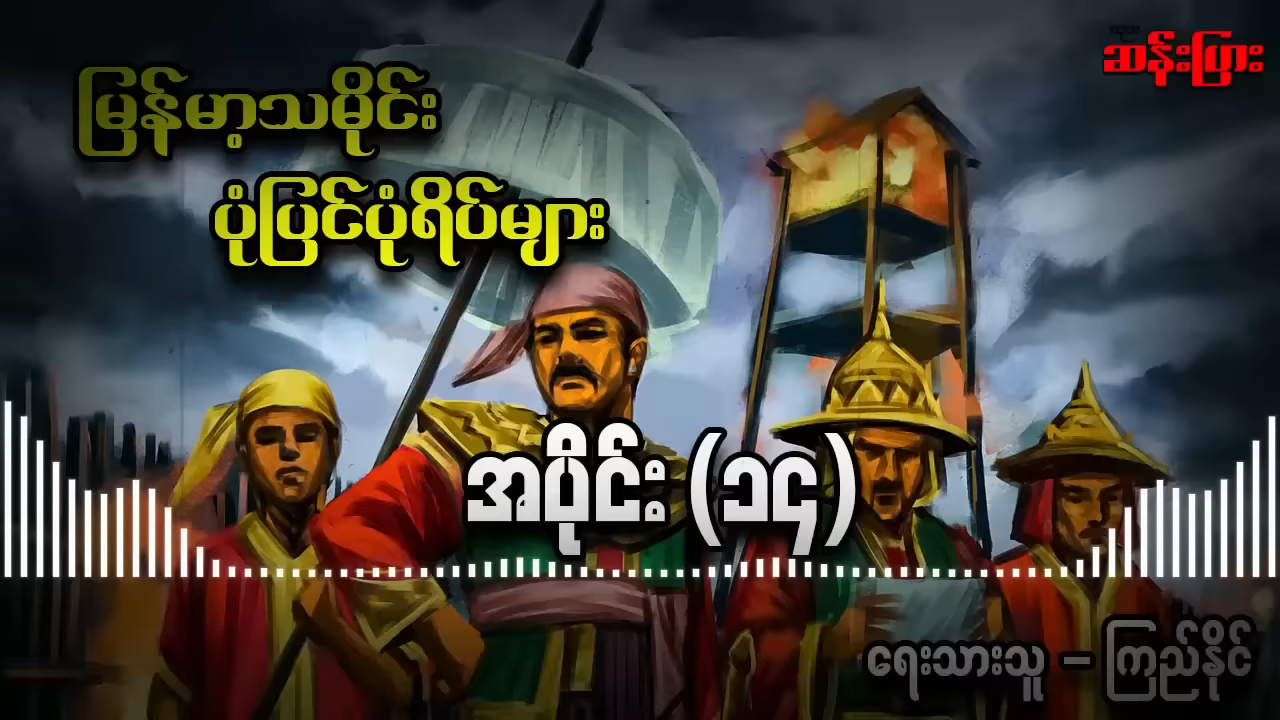 မြန်မာ့သမိုင်း
ပုံပြင်ပုံရိပ်များ
ဆန်းပြား
အပိုင်း (၁၄)
ရေးသားသူ – ကြည်နိုင်